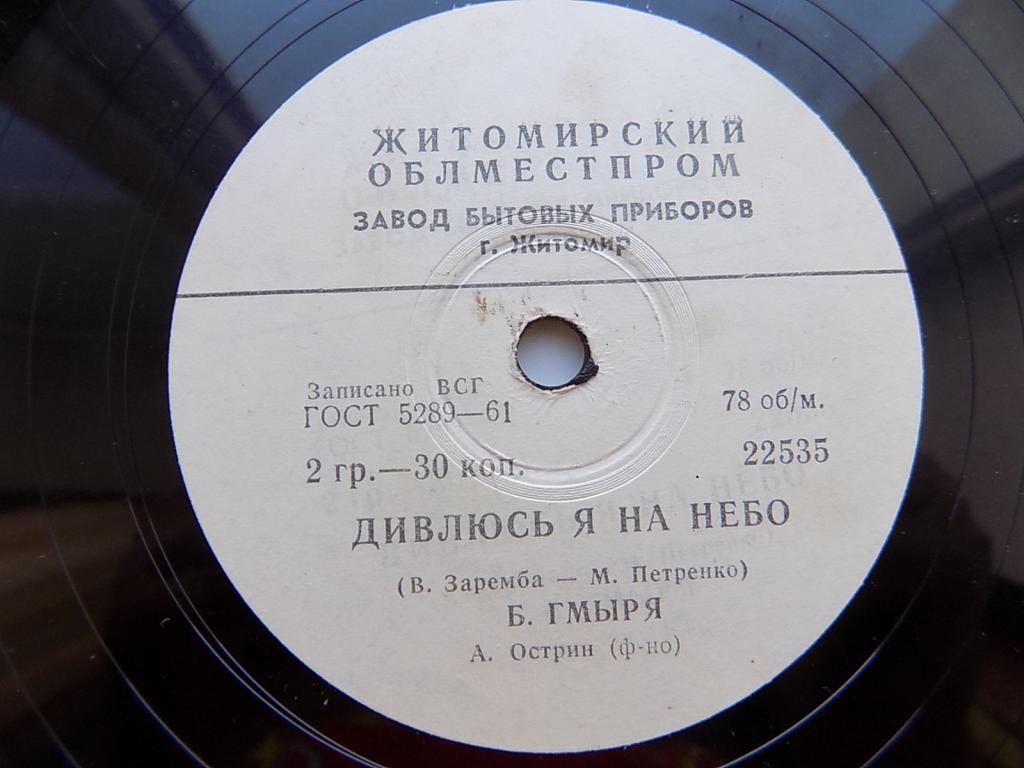 ЖИТОМИРСКИЙ
ОБЛМЕСТПРОМ
ЗАВОД БЫТОВЫХ ПРИБОРОВ
г. Житомир
Записано ВСГ
ГОСТ 5289—61
78 об/м.
2 гр.—30 коп.
22535
ДИВЛЮСЬ Я НА НЕБО
(В. Заремба — М. Петренко)
Б. ГМЫРЯ
А. Острин (ф-но)